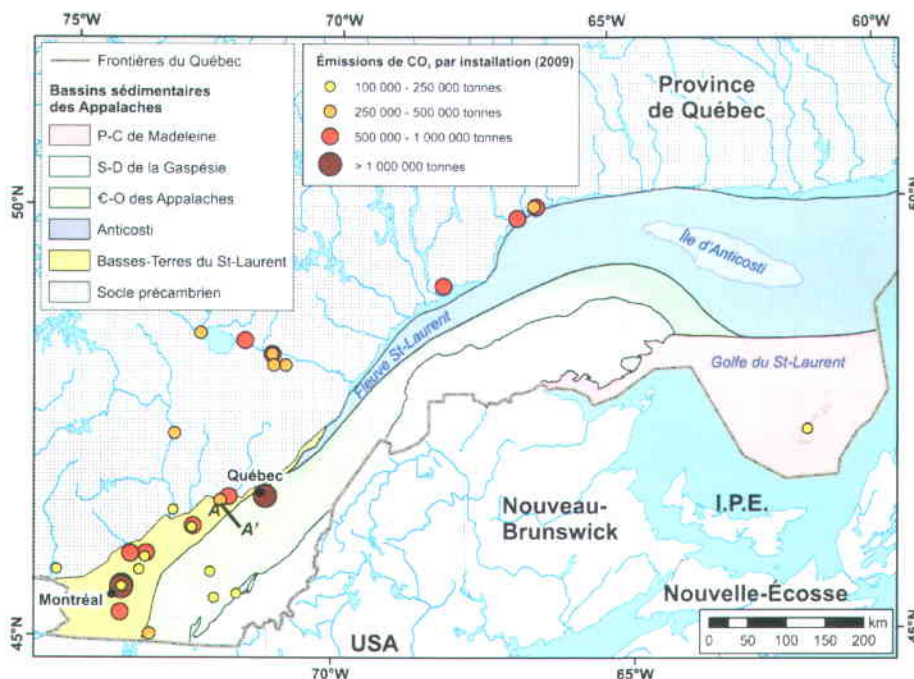 75°W
70°W
65°W
60°W
Frontières du Québec
Bassins sédimentaires
des Appalaches
P-C de Madeleine
S-D de la Gaspésie
Є-O des Appalaches
Anticosti
Basses-Terres du St-Laurent
Socle précambrien
Émissions de CO, par installation (2009)
100 000 - 250 000 tonnes
250 000 - 500 000 tonnes
500 000 - 1 000 000 tonnes
> 1 000 000 tonnes
Province
de Québec
50°N
50°N
Île d'Anticosti
Fleuve St-Laurent
Golfe du St-Laurent
Québec
A
A'
Nouveau-
Brunswick
I.P.E.
Montréal
Nouvelle-Écosse
45°N
45°N
USA
km
0 50 100 150 200
70°W
65°W